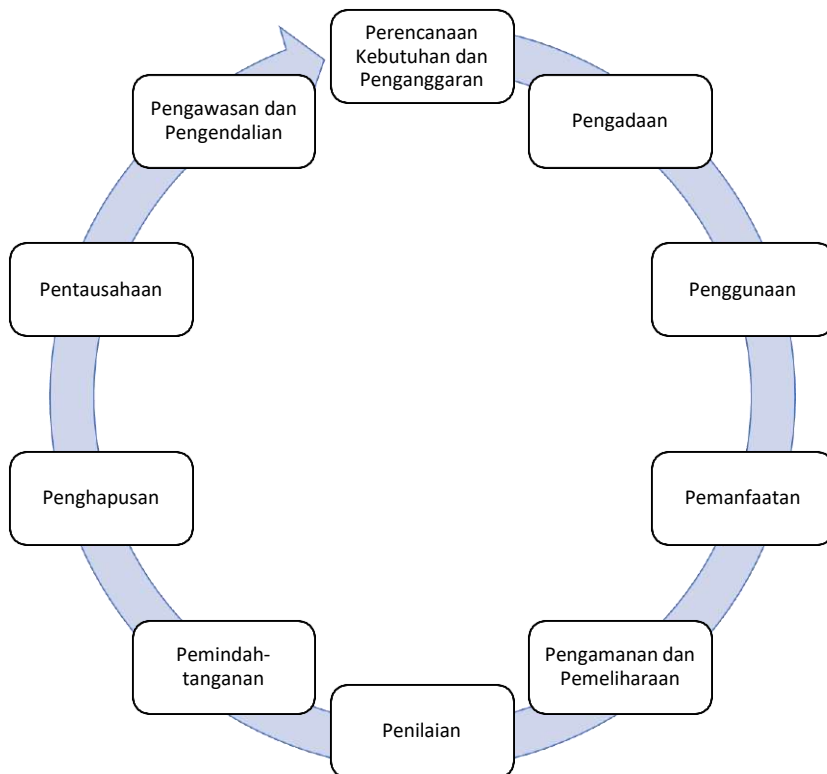 Perencanaan
Kebutuhan dan
Penganggaran
Pengadaan
Penggunaan
Pemanfaatan
Pengamanan dan
Pemeliharaan
Penilaian
Pemindah-
tanganan
Penghapusan
Pentausahaan
Pengawasan dan
Pengendalian